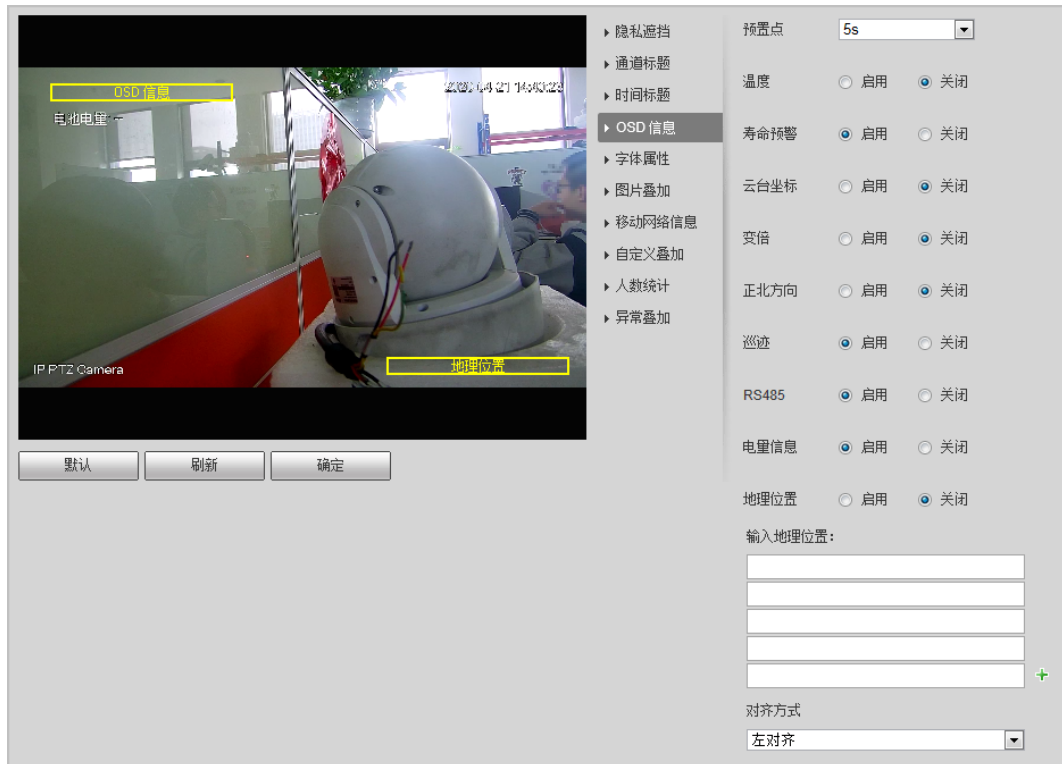 OSD 信息
2020-04-21 14:03:23
电池电量 --
IP PTZ Camera
地理位置
默认
刷新
确定
隐私遮挡
通道标题
时间标题
OSD 信息
字体属性
图片叠加
移动网络信息
自定义叠加
人数统计
异常叠加
预置点 5s
温度 启用 关闭
寿命预警 启用 关闭
云台坐标 启用 关闭
变倍 启用 关闭
正北方向 启用 关闭
巡迹 启用 关闭
RS485 启用 关闭
电量信息 启用 关闭
地理位置 启用 关闭
输入地理位置：
对齐方式
左对齐